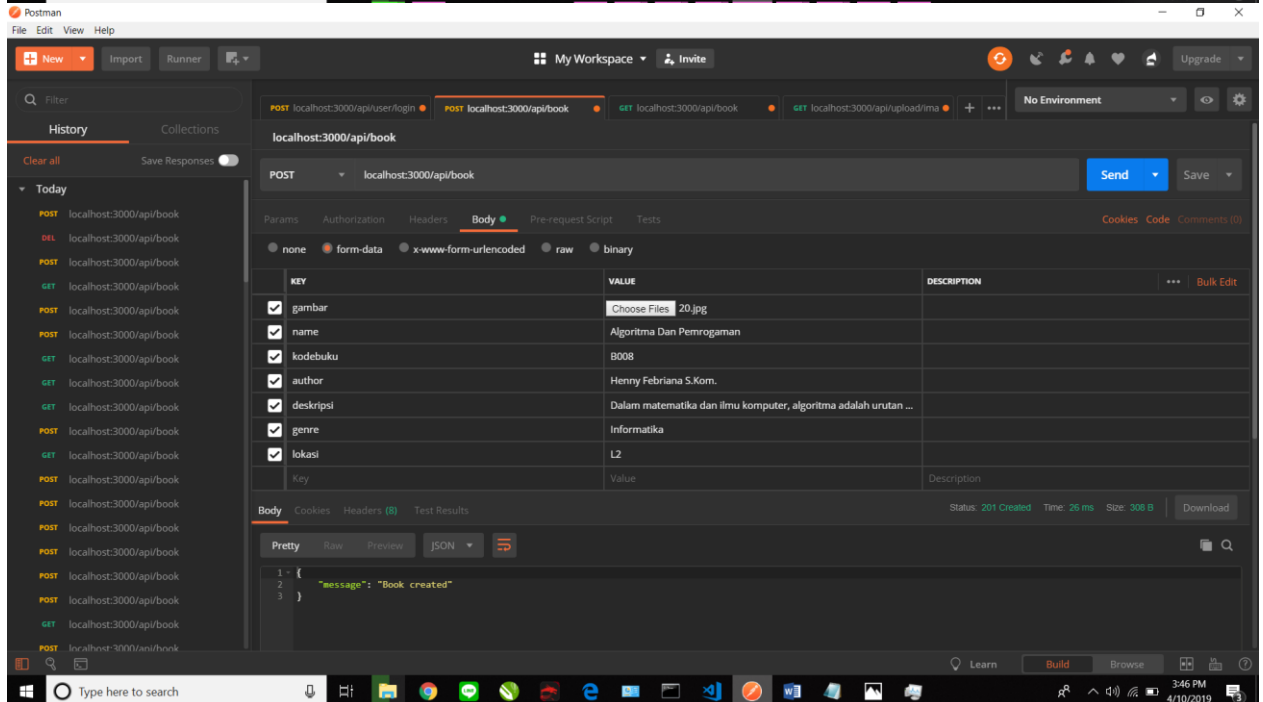 Postman
File Edit View Help
New Import Runner My Workspace Invite Upgrade
Filter
History Collections
Clear all Save Responses
Today
POST localhost:3000/api/book
DEL localhost:3000/api/book
POST localhost:3000/api/book
GET localhost:3000/api/book
POST localhost:3000/api/book
POST localhost:3000/api/book
GET localhost:3000/api/book
GET localhost:3000/api/book
GET localhost:3000/api/book
POST localhost:3000/api/book
GET localhost:3000/api/book
POST localhost:3000/api/book
POST localhost:3000/api/book
POST localhost:3000/api/book
POST localhost:3000/api/book
POST localhost:3000/api/book
POST localhost:3000/api/book
GET localhost:3000/api/book
POST localhost:3000/api/book
POST localhost:3000/api/user/login POST localhost:3000/api/book GET localhost:3000/api/book GET localhost:3000/api/upload/ima + ••• No Environment
localhost:3000/api/book
POST localhost:3000/api/book Send Save
Params Authorization Headers Body Pre-request Script Tests Cookies Code Comments (0)
none form-data x-www-form-urlencoded raw binary
KEY VALUE DESCRIPTION ••• Bulk Edit
gambar Choose Files 20.jpg
name Algoritma Dan Pemrogaman
kodebuku B008
author Henny Febriana S.Kom.
deskripsi Dalam matematika dan ilmu komputer, algoritma adalah urutan ...
genre Informatika
lokasi L2
Key Value Description
Body Cookies Headers (8) Test Results Status: 201 Created Time: 26 ms Size: 308 B Download
Pretty Raw Preview JSON
1 {
2 "message": "Book created"
3 }
Learn Build Browse
Type here to search
3:46 PM
4/10/2019
3